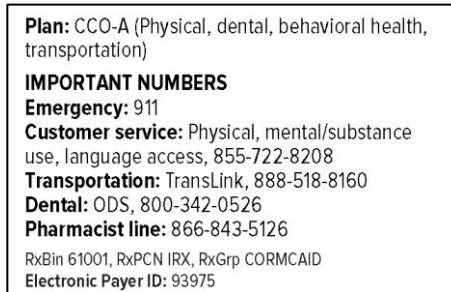 Plan: CCO-A (Physical, dental, behavioral health,
transportation)
IMPORTANT NUMBERS
Emergency: 911
Customer service: Physical, mental/substance
use, language access, 855-722-8208
Transportation: TransLink, 888-518-8160
Dental: ODS, 800-342-0526
Pharmacist line: 866-843-5126
RxBin 61001, RxPCN IRX, RxGrp CORMCAID
Electronic Payer ID: 93975